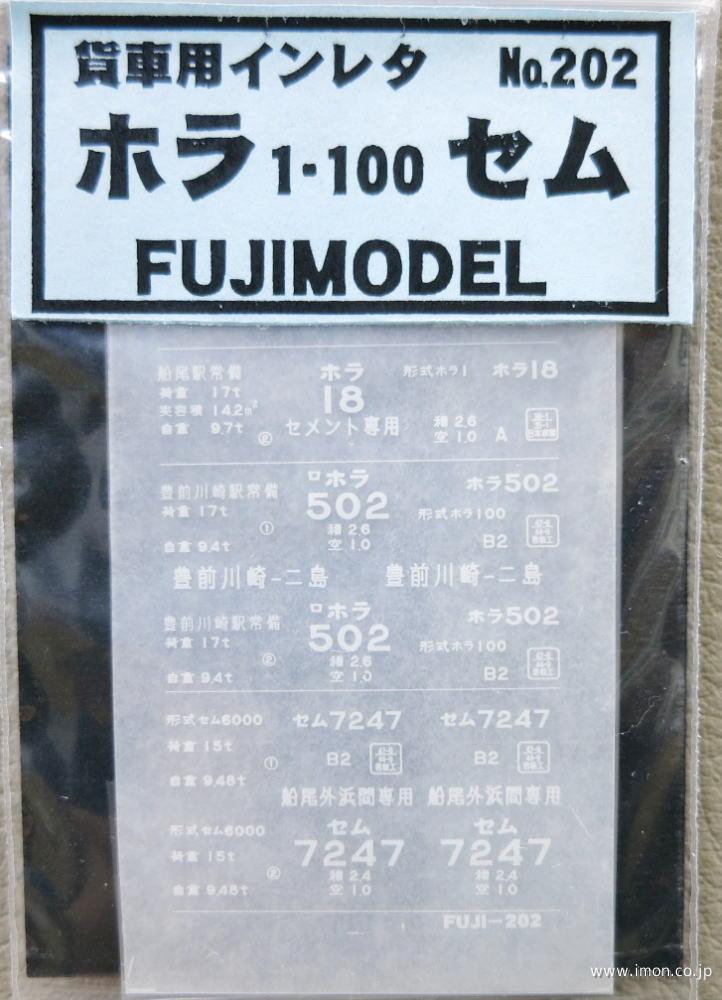 貨車用インレタ No.202
ホラ 1・100 セム
FUJIMODEL
船尾駅常備 ホラ 形式ホラ1 ホラ18
荷重 17t 18
実容積 14.2m³
自重 9.7t ② セメント専用 積 2.6 空 1.0 A
豊前川崎駅常備 ロホラ ホラ502
荷重 17t 502 形式ホラ100
① 積 2.6 B2
自重 9.4t 空 1.0
豊前川崎-二島 豊前川崎-二島
豊前川崎駅常備 ロホラ ホラ502
荷重 17t 502 形式ホラ100
② 積 2.6 B2
自重 9.4t 空 1.0
形式セム6000 セム7247 セム7247
荷重 15t
① B2 B2
自重 9.48t
船尾外浜間専用 船尾外浜間専用
形式セム6000 セム セム
荷重 15t 7247 7247
② 積 2.4 積 2.4
自重 9.48t 空 1.0 空 1.0
FUJI-202
www.imon.co.jp